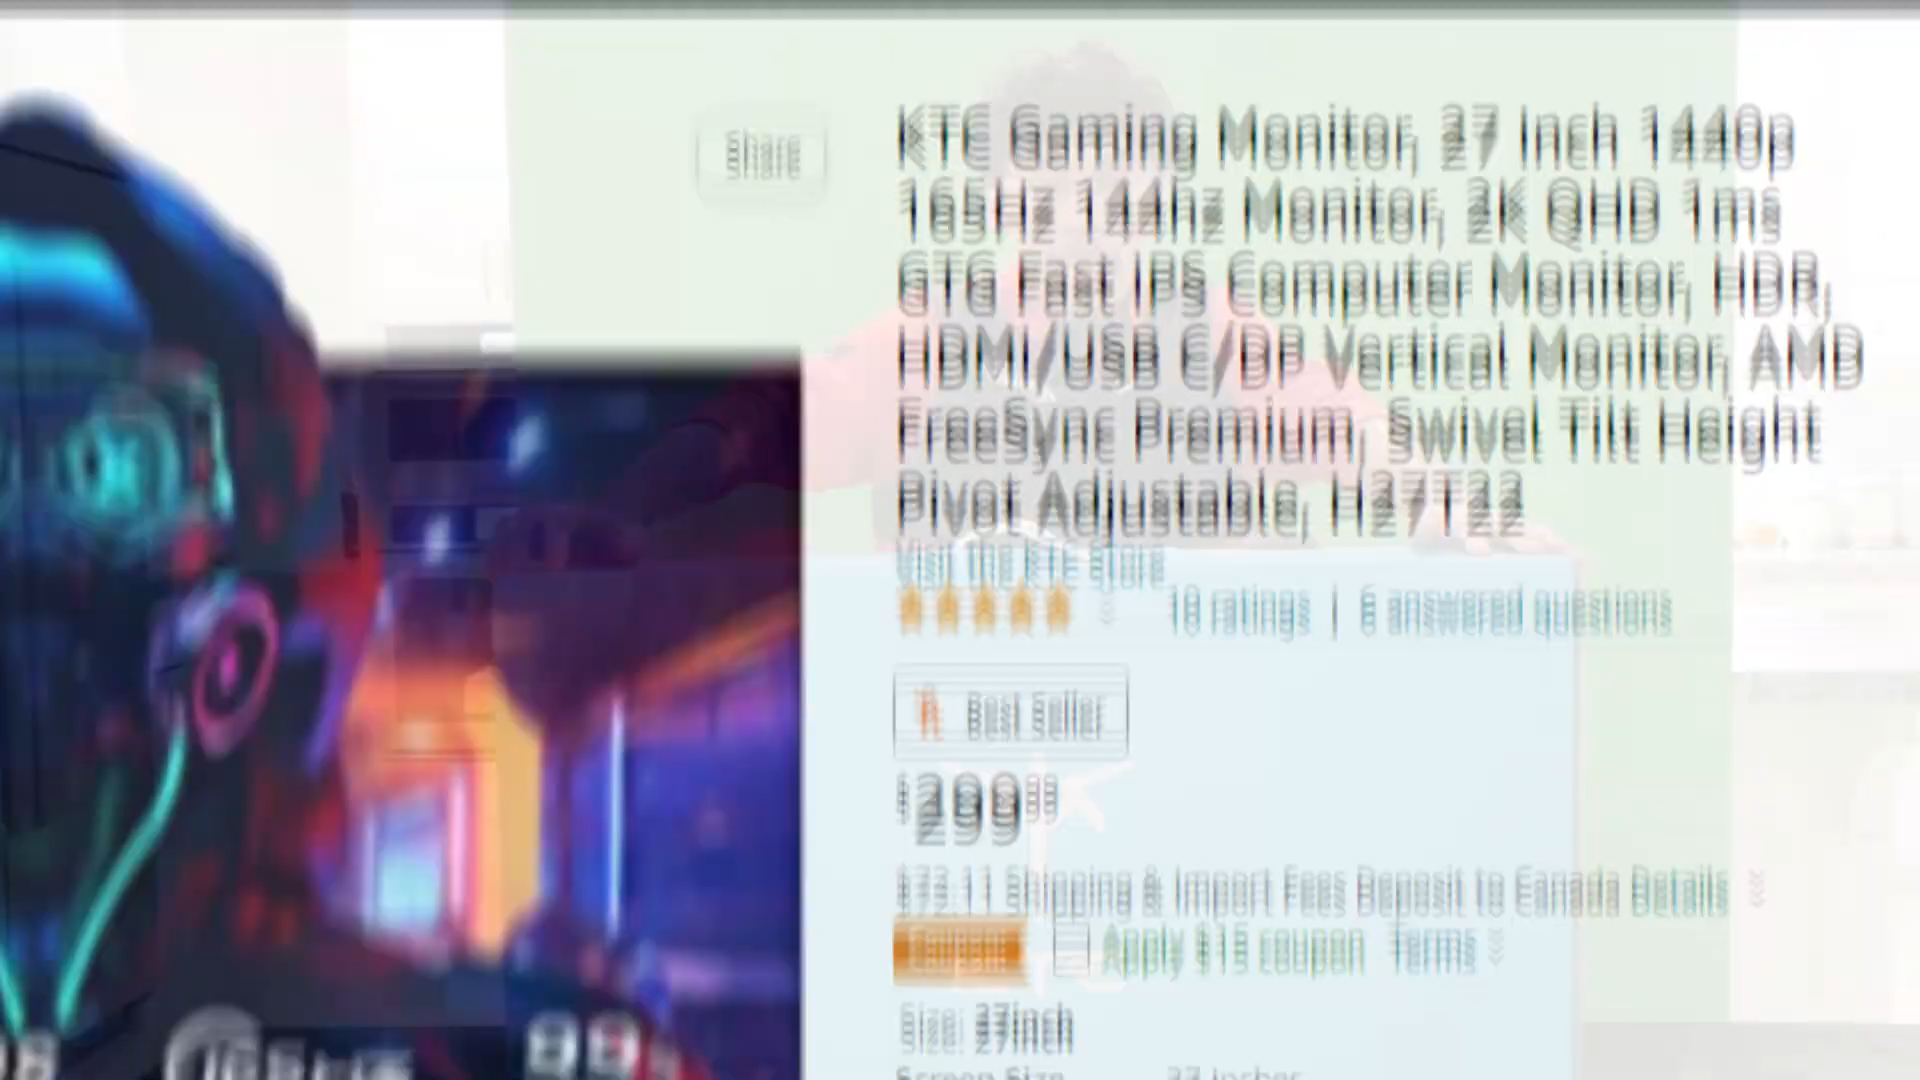 Share
KTC Gaming Monitor, 27 Inch 1440p
165Hz 144hz Monitor, 2K QHD 1ms
GTG Fast IPS Computer Monitor, HDR,
HDMI/USB C/DP Vertical Monitor, AMD
FreeSync Premium, Swivel Tilt Height
Pivot Adjustable, H27T22
Visit the KTC Store
ratings | 6 answered questions
Best Seller
$299
Shipping & Import Fees Deposit to Canada Details
Coupon Apply $15 coupon Terms
Size: 27inch
Screen Size